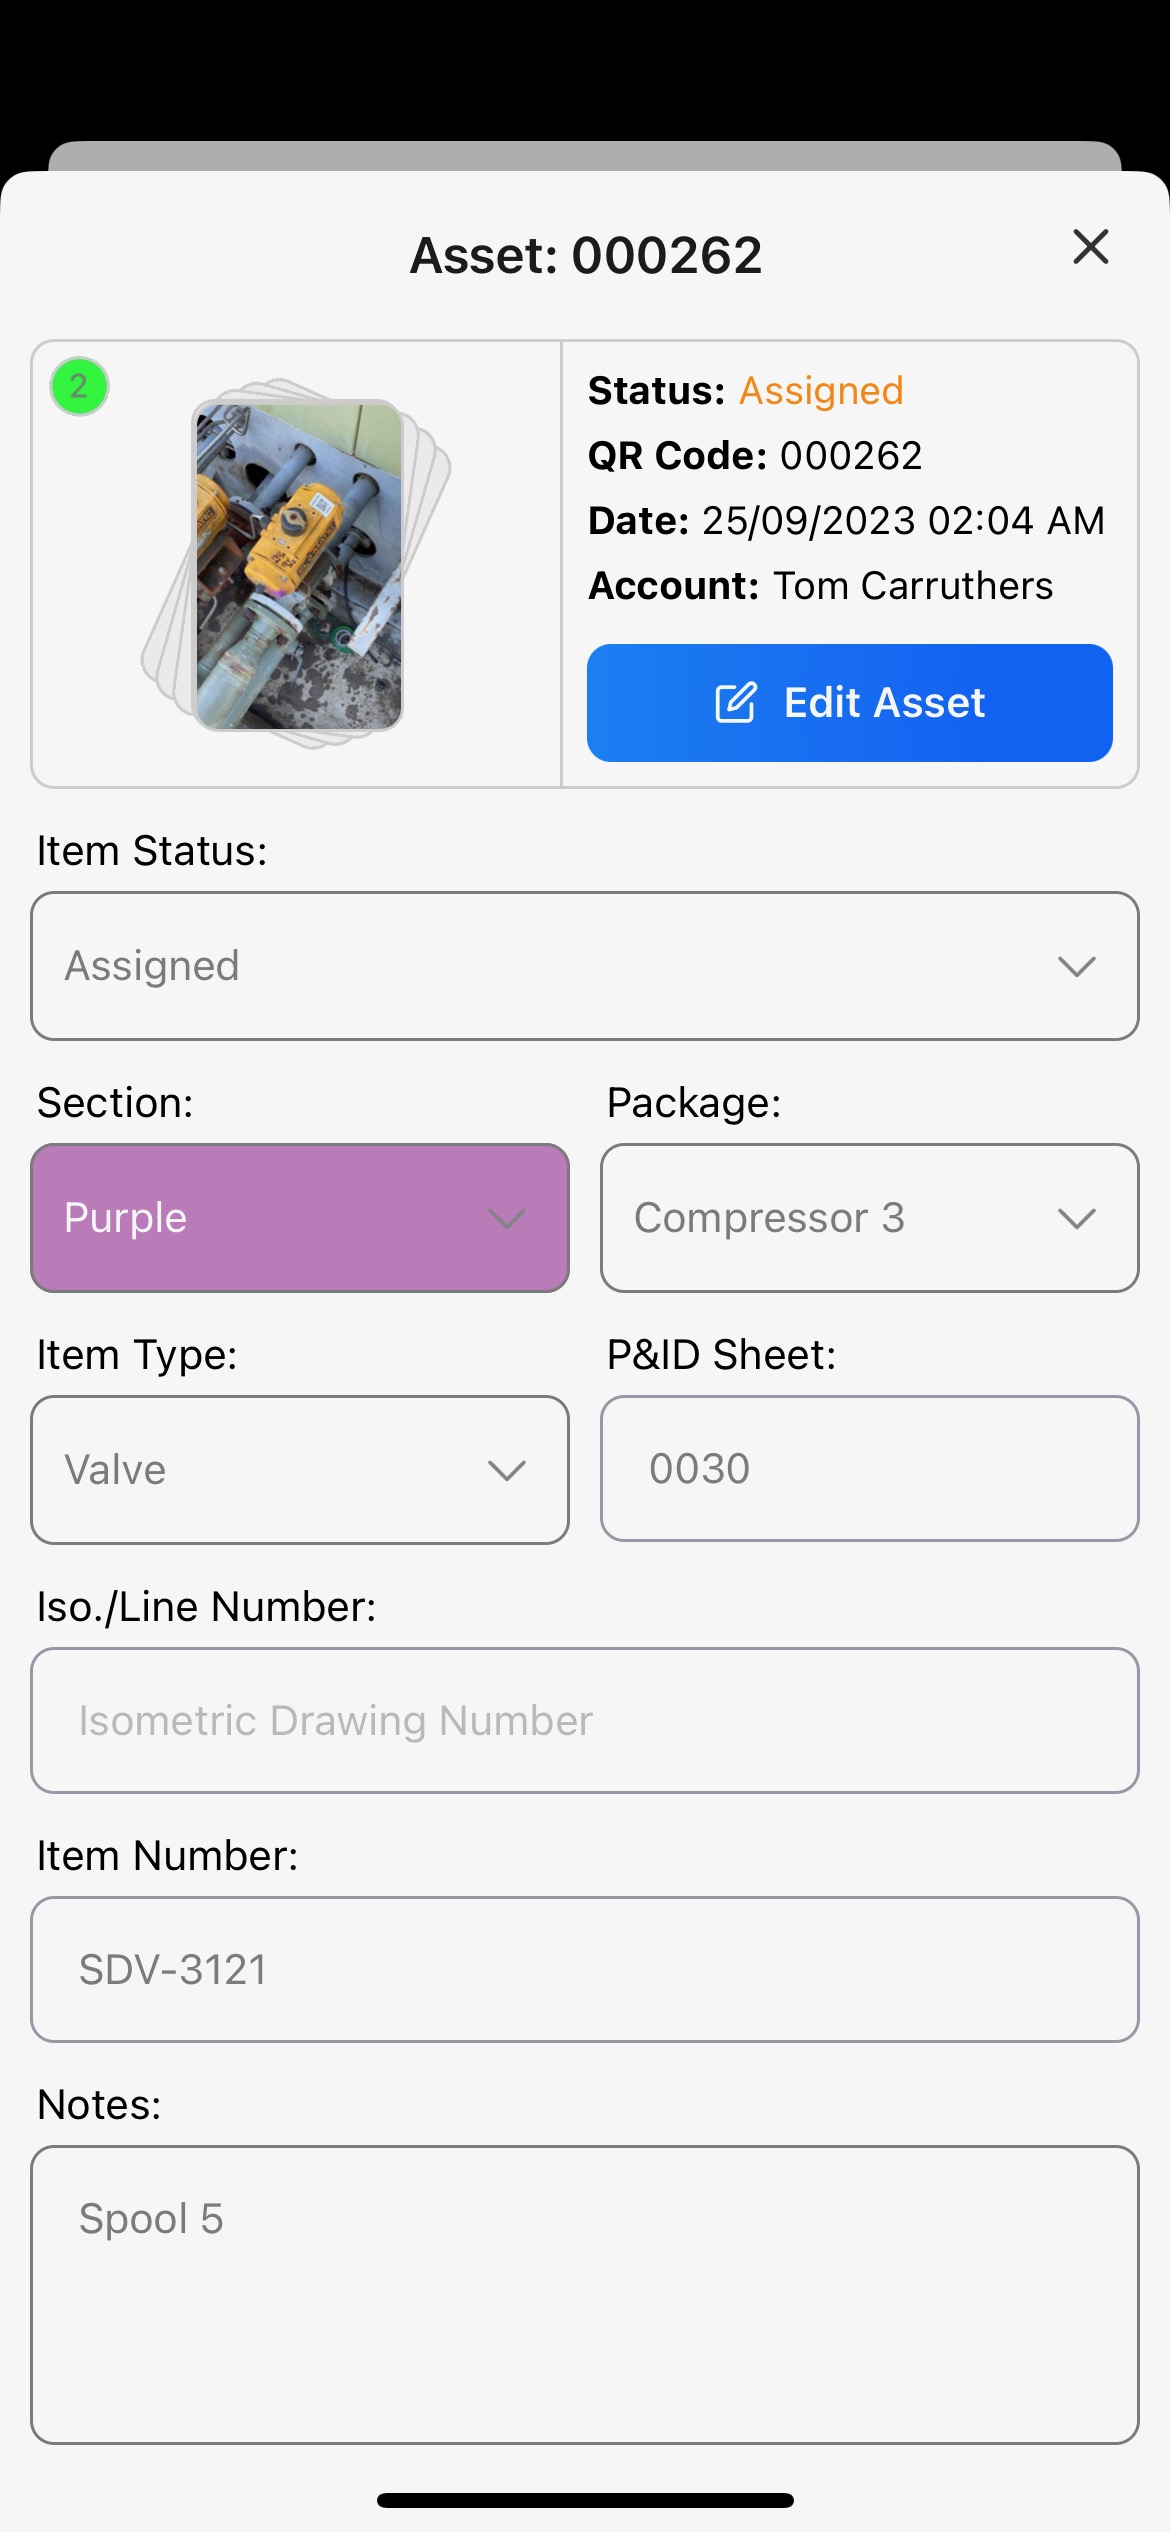 Asset: 000262
2
Status: Assigned
QR Code: 000262
Date: 25/09/2023 02:04 AM
Account: Tom Carruthers
Edit Asset
Item Status:
Assigned
Section:
Package:
Purple
Compressor 3
Item Type:
P&ID Sheet:
Valve
0030
Iso./Line Number:
Isometric Drawing Number
Item Number:
SDV-3121
Notes:
Spool 5